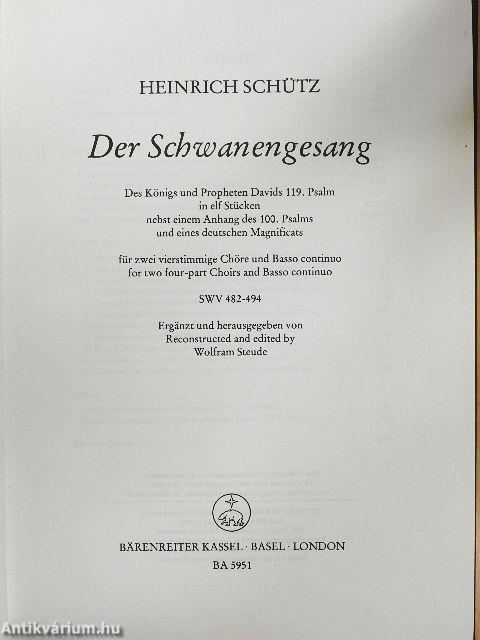 HEINRICH SCHÜTZ
Der Schwanengesang
Des Königs und Propheten Davids 119. Psalm
in elf Stücken
nebst einem Anhang des 100. Psalms
und eines deutschen Magnificats
für zwei vierstimmige Chöre und Basso continuo
for two four-part Choirs and Basso continuo
SWV 482-494
Ergänzt und herausgegeben von
Reconstructed and edited by
Wolfram Steude
BÄRENREITER KASSEL · BASEL · LONDON
BA 5951
Antikvárium.hu